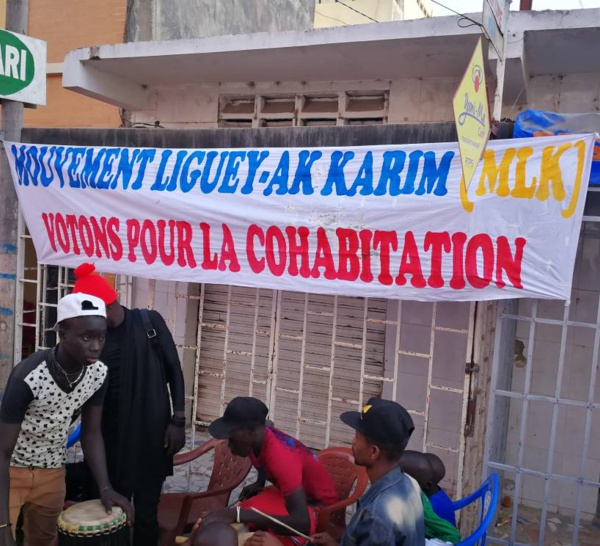 ARI
MOUVEMENT LIGUEY-AK KARIM (MLK)
VOTONS POUR LA COHABITATION